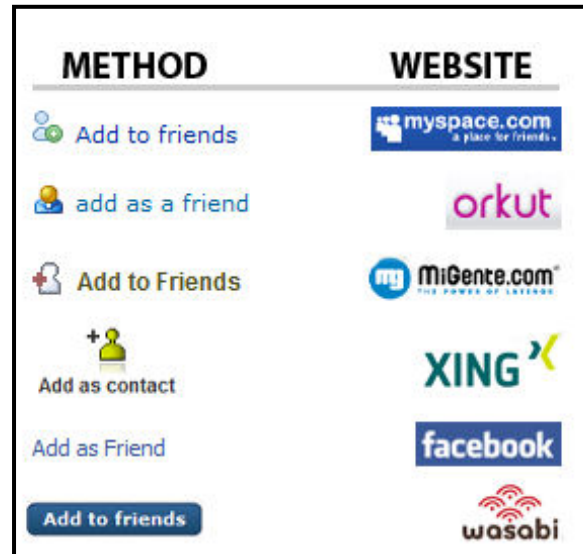 METHOD WEBSITE
Add to friends myspace.com
a place for friends.
add as a friend orkut
Add to Friends mg MiGente.com
THE POWER OF LATINOS
Add as contact XING
Add as Friend facebook
Add to friends wasabi